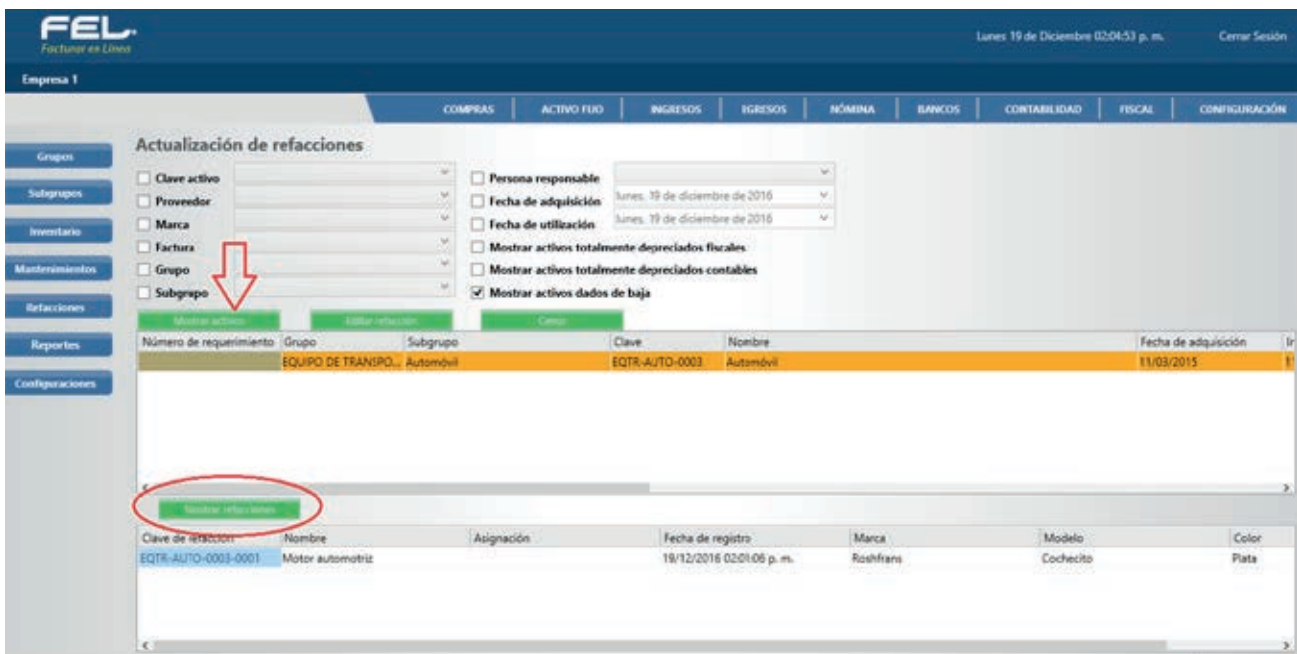 FEL
Facturar en Línea
Lunes 19 de Diciembre 02:04:53 p. m.
Cerrar Sesión
Empresa 1
COMPRAS ACTIVO FIJO INGRESOS EGRESOS NÓMINA BANCOS CONTABILIDAD FISCAL CONFIGURACIÓN
Grupos
Subgrupos
Inventario
Mantenimientos
Refacciones
Reportes
Configuraciones
Actualización de refacciones
Clave activo
Proveedor
Marca
Factura
Grupo
Subgrupo
Persona responsable
Fecha de adquisición lunes, 19 de diciembre de 2016
Fecha de utilización lunes, 19 de diciembre de 2016
Mostrar activos totalmente depreciados fiscales
Mostrar activos totalmente depreciados contables
Mostrar activos dados de baja
Mostrar activos Editar refacción Cerrar
Número de requerimiento Grupo Subgrupo Clave Nombre Fecha de adquisición
EQUIPO DE TRANSPO... Automóvil EQTR-AUTO-0003 Automóvil 11/03/2015
Mostrar refacciones
Clave de refacción Nombre Asignación Fecha de registro Marca Modelo Color
EQTR-AUTO-0003-0001 Motor automotriz 19/12/2016 02:01:06 p. m. Roshfrans Cochecito Plata